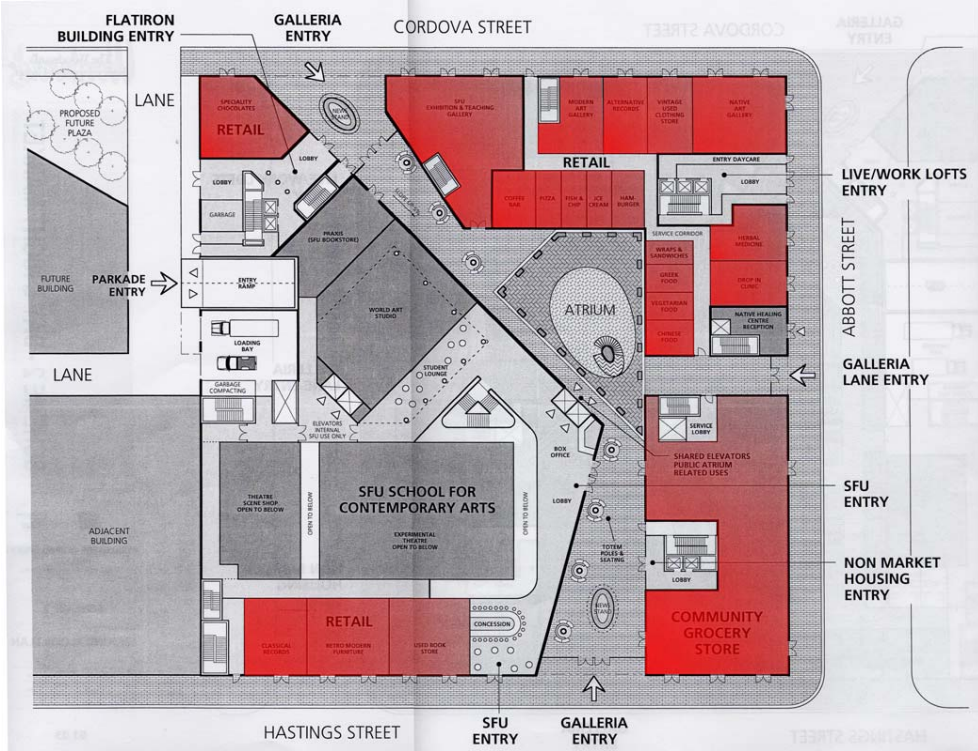 FLATIRON
BUILDING ENTRY
GALLERIA
ENTRY
CORDOVA STREET
LANE
PROPOSED
FUTURE
PLAZA
SPECIALITY
CHOCOLATES
RETAIL
NEWS
STAND
SFU
EXHIBITION & TEACHING
GALLERY
MODERN
ART
GALLERY
ALTERNATIVE
RECORDS
VINTAGE
USED
CLOTHING
STORE
NATIVE
ART
GALLERY
LOBBY
LOBBY
RETAIL
ENTRY DAYCARE
LOBBY
LIVE/WORK LOFTS
ENTRY
GARBAGE
COFFEE
BAR
PIZZA
FISH &
CHIP
ICE
CREAM
HAM
BURGER
PRAXIS
(SFU BOOKSTORE)
SERVICE CORRIDOR
HERBAL
MEDICINE
WRAPS &
SANDWICHES
GREEK
FOOD
DROP IN
CLINIC
VEGETARIAN
FOOD
CHINESE
FOOD
NATIVE HEALING
CENTRE
RECEPTION
ABBOTT STREET
FUTURE
BUILDING
PARKADE
ENTRY
ENTRY
RAMP
WORLD ART
STUDIO
ATRIUM
LOADING
BAY
LANE
GARBAGE
COMPACTING
STUDENT
LOUNGE
GALLERIA
LANE ENTRY
ELEVATORS
INTERNAL
SFU USE ONLY
BOX
OFFICE
SERVICE
LOBBY
SHARED ELEVATORS
PUBLIC ATRIUM
RELATED USES
THEATRE
SCENE SHOP
OPEN TO BELOW
OPEN TO BELOW
SFU SCHOOL FOR
CONTEMPORARY ARTS
EXPERIMENTAL
THEATRE
OPEN TO BELOW
OPEN TO BELOW
LOBBY
SFU
ENTRY
ADJACENT
BUILDING
TOTEM
POLES &
SEATING
LOBBY
NON MARKET
HOUSING
ENTRY
RETAIL
CLASSICAL
RECORDS
RETRO MODERN
FURNITURE
USED BOOK
STORE
CONCESSION
NEWS
STAND
COMMUNITY
GROCERY
STORE
HASTINGS STREET
SFU
ENTRY
GALLERIA
ENTRY